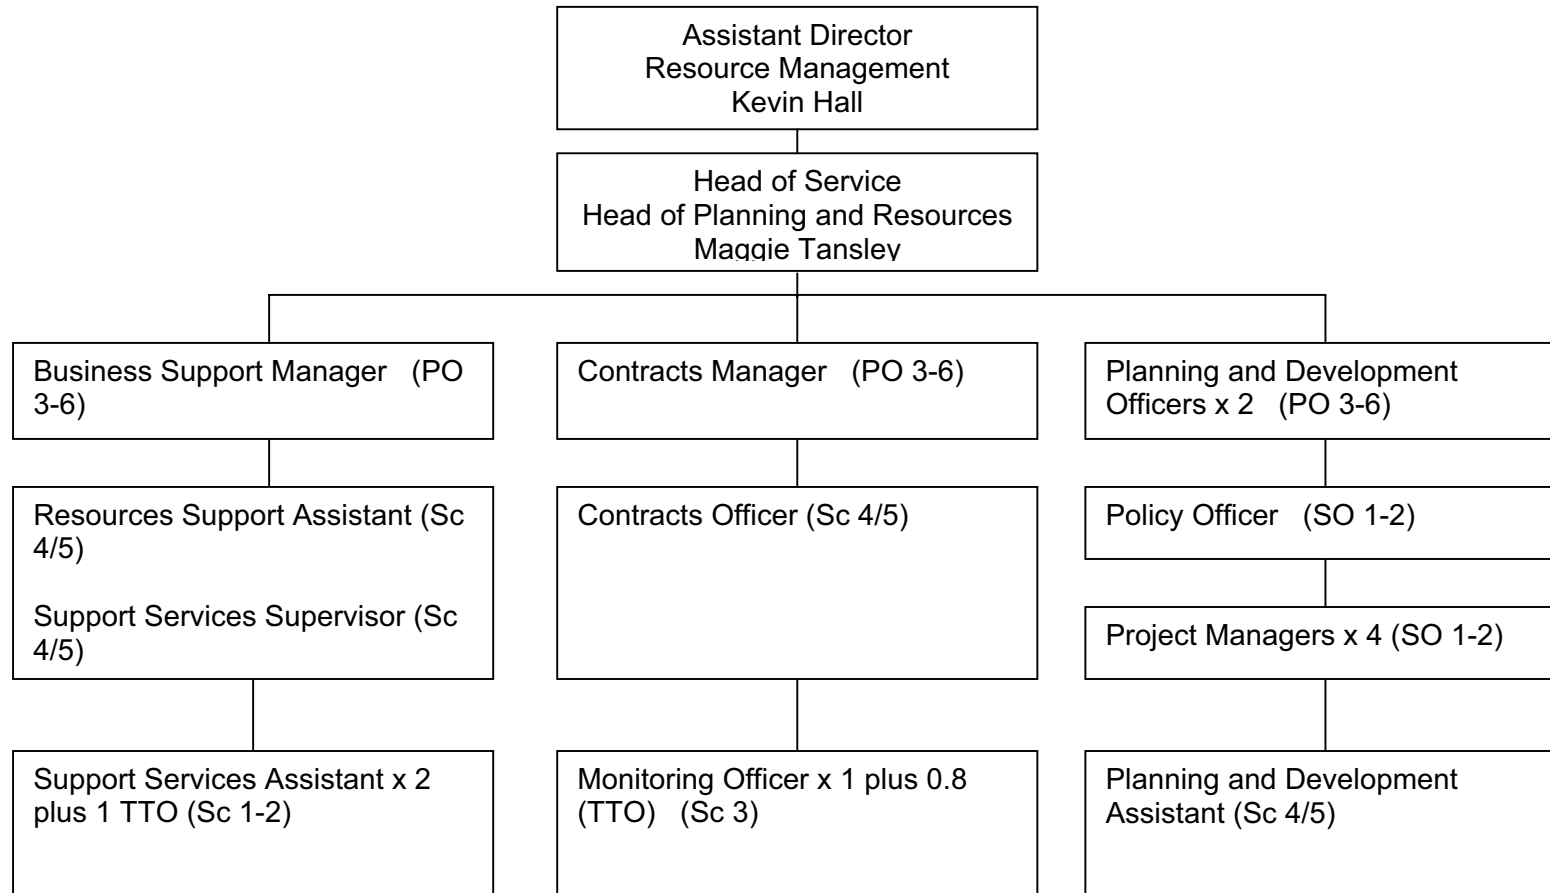 Assistant Director
Resource Management
Kevin Hall
Head of Service
Head of Planning and Resources
Maggie Tansley
Business Support Manager (PO
3-6)
Contracts Manager (PO 3-6)
Planning and Development
Officers x 2 (PO 3-6)
Resources Support Assistant (Sc
4/5)
Support Services Supervisor (Sc
4/5)
Contracts Officer (Sc 4/5)
Policy Officer (SO 1-2)
Project Managers x 4 (SO 1-2)
Support Services Assistant x 2
plus 1 TTO (Sc 1-2)
Monitoring Officer x 1 plus 0.8
(TTO) (Sc 3)
Planning and Development
Assistant (Sc 4/5)